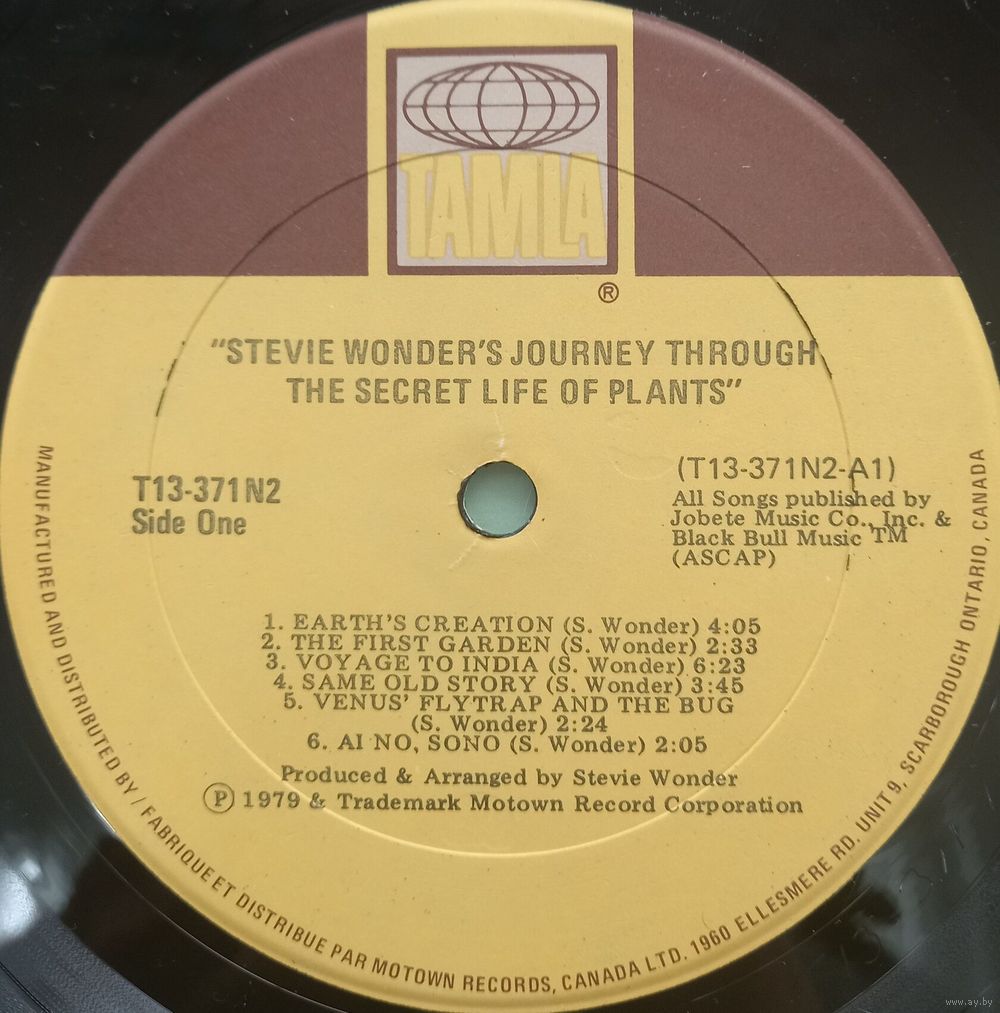 TAMLA
®
"STEVIE WONDER'S JOURNEY THROUGH
THE SECRET LIFE OF PLANTS"
T13-371N2
Side One
(T13-371N2-A1)
All Songs published by
Jobete Music Co., Inc. &
Black Bull Music ™
(ASCAP)
1. EARTH'S CREATION (S. Wonder) 4:05
2. THE FIRST GARDEN (S. Wonder) 2:33
3. VOYAGE TO INDIA (S. Wonder) 6:23
4. SAME OLD STORY (S. Wonder) 3:45
5. VENUS' FLYTRAP AND THE BUG
(S. Wonder) 2:24
6. AI NO, SONO (S. Wonder) 2:05
Produced & Arranged by Stevie Wonder
Ⓟ 1979 & Trademark Motown Record Corporation
MANUFACTURED AND DISTRIBUTED BY / FABRIQUE ET DISTRIBUE PAR MOTOWN RECORDS, CANADA LTD. 1960 ELLESMERE RD. UNIT 9, SCARBOROUGH ONTARIO, CANADA
www.ay.by